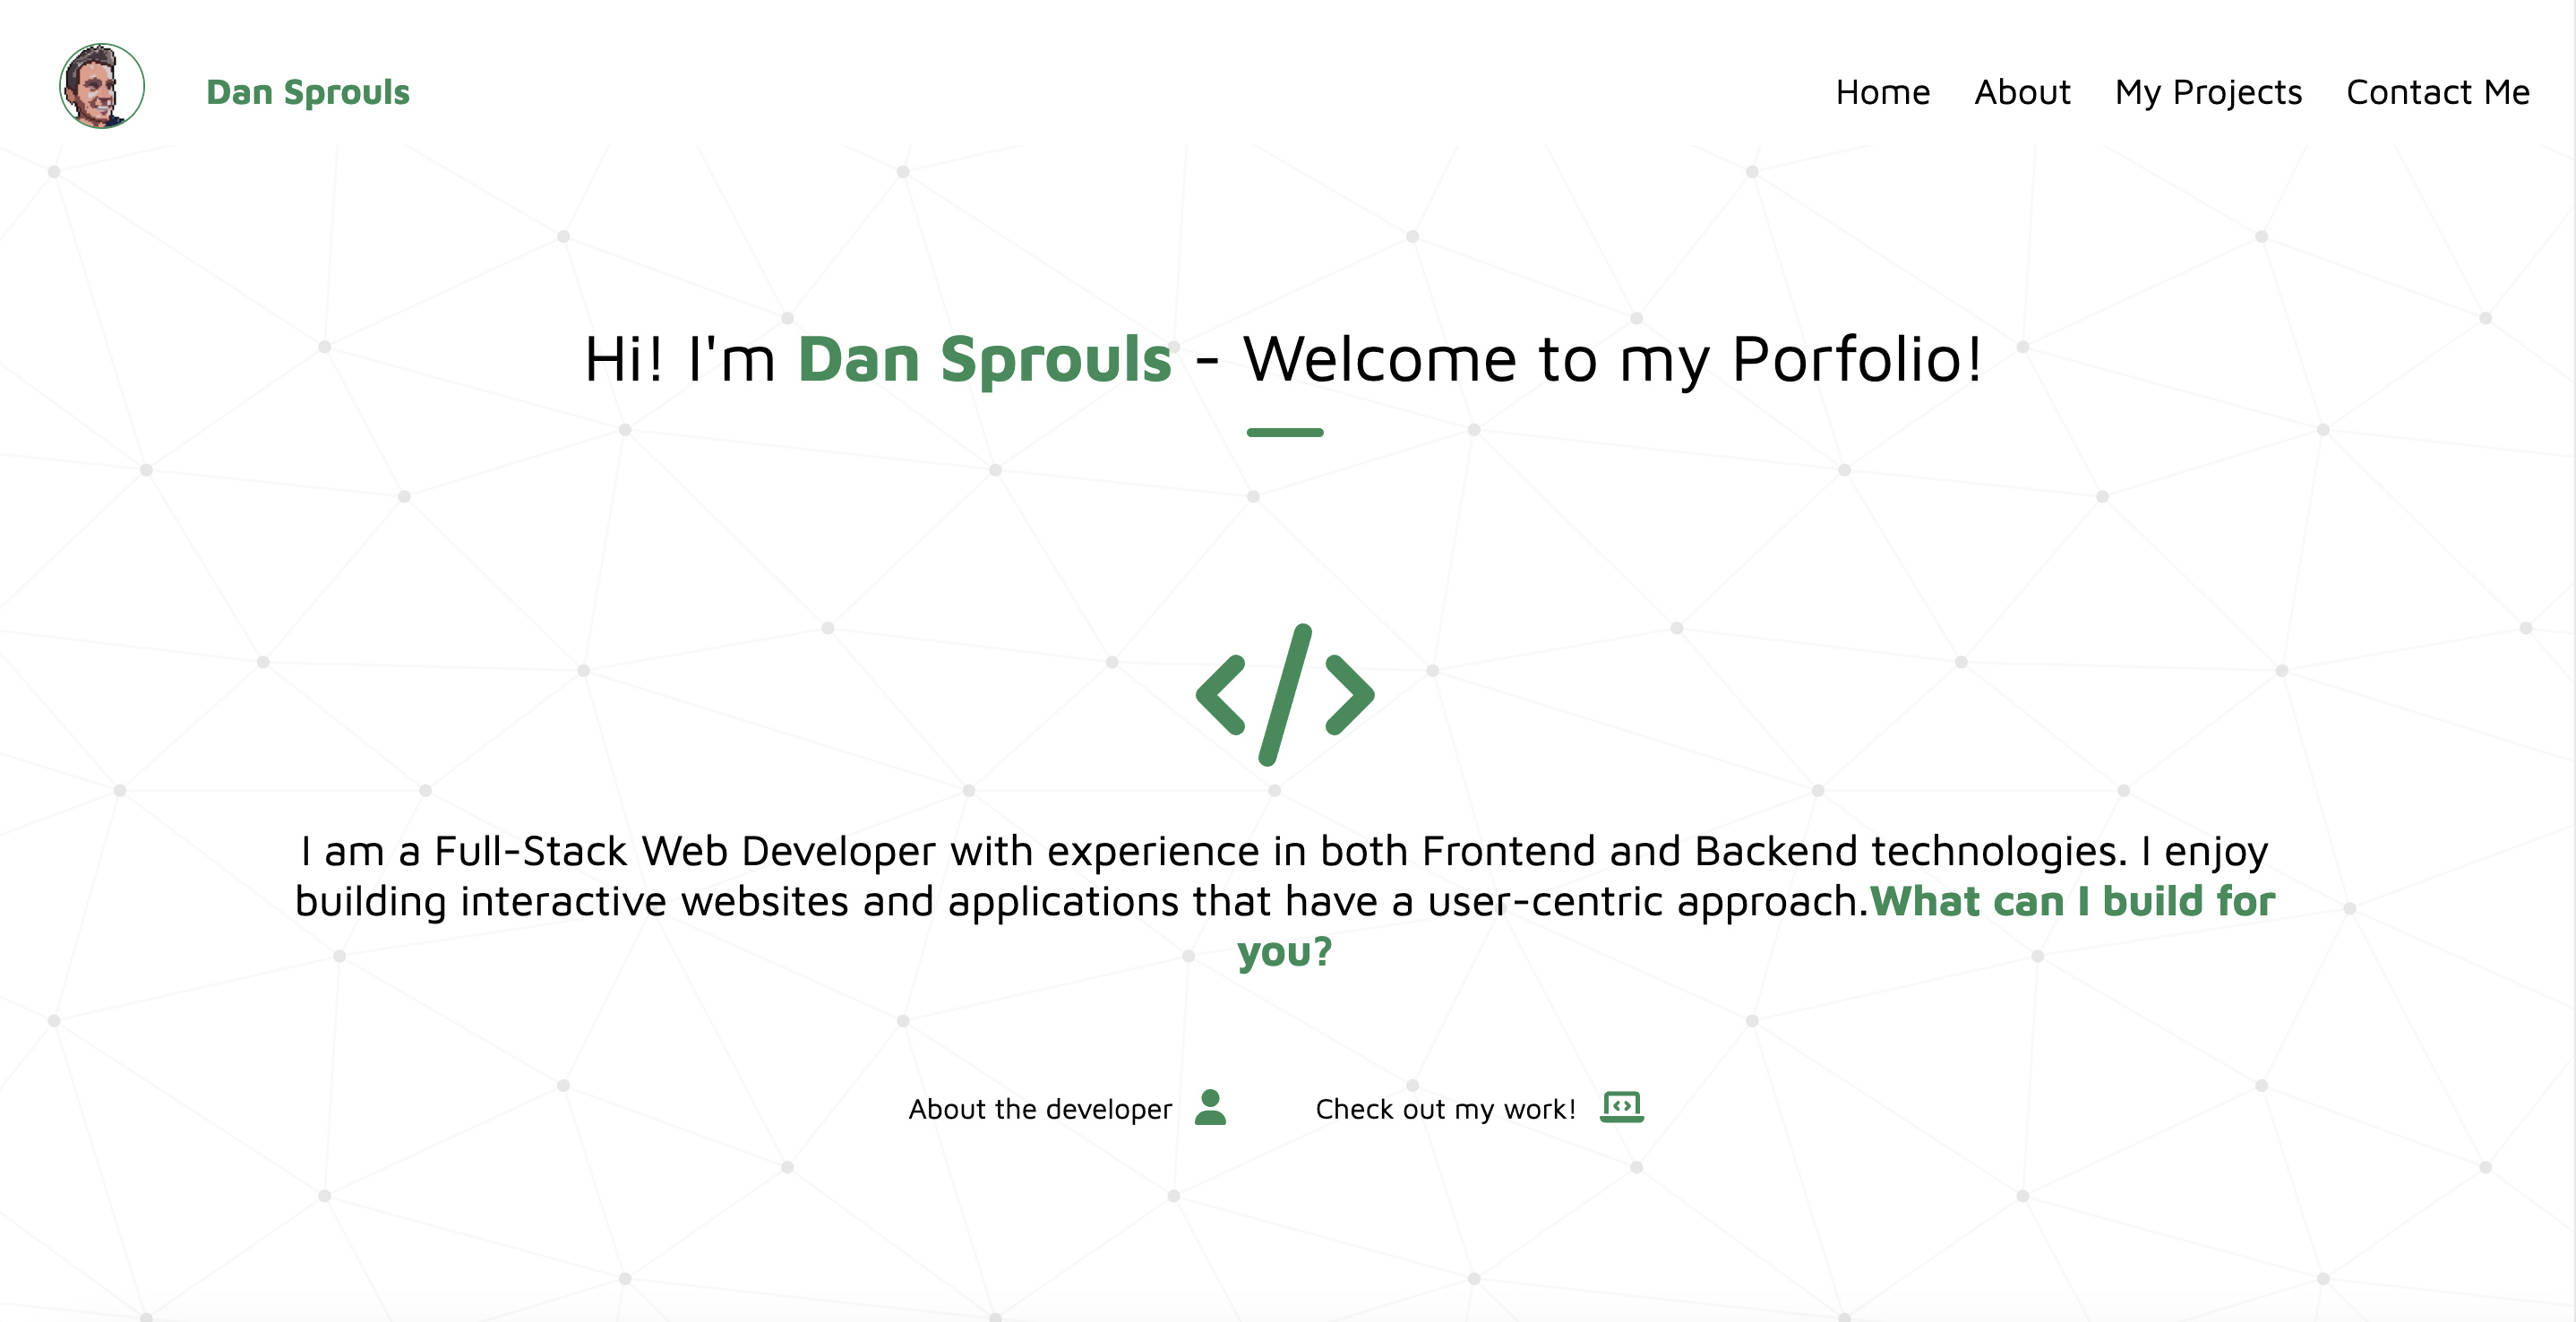 Dan Sprouls
Home About My Projects Contact Me
Hi! I'm Dan Sprouls - Welcome to my Porfolio!
I am a Full-Stack Web Developer with experience in both Frontend and Backend technologies. I enjoy
building interactive websites and applications that have a user-centric approach.What can I build for
you?
About the developer
Check out my work!